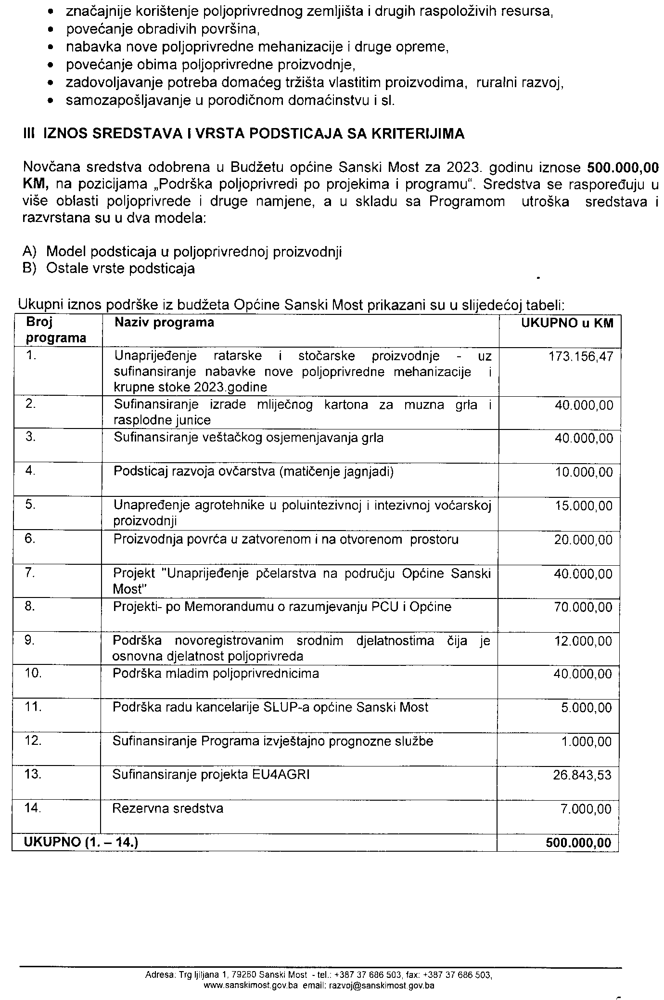 • značajnije korištenje poljoprivrednog zemljišta i drugih raspoloživih resursa,
• povećanje obradivih površina,
• nabavka nove poljoprivredne mehanizacije i druge opreme,
• povećanje obima poljoprivredne proizvodnje,
• zadovoljavanje potreba domaćeg tržišta vlastitim proizvodima, ruralni razvoj,
• samozapošljavanje u porodičnom domaćinstvu i sl.
III IZNOS SREDSTAVA I VRSTA PODSTICAJA SA KRITERIJIMA
Novčana sredstva odobrena u Budžetu općine Sanski Most za 2023. godinu iznose 500.000,00
KM, na pozicijama „Podrška poljoprivredi po projekima i programu“. Sredstva se raspoređuju u
više oblasti poljoprivrede i druge namjene, a u skladu sa Programom utroška sredstava i
razvrstana su u dva modela:
A) Model podsticaja u poljoprivrednoj proizvodnji
B) Ostale vrste podsticaja
Ukupni iznos podrške iz budžeta Općine Sanski Most prikazani su u slijedećoj tabeli:
Broj Naziv programa UKUPNO u KM
programa
1. Unaprijeđenje ratarske i stočarske proizvodnje - uz 173.156,47
sufinansiranje nabavke nove poljoprivredne mehanizacije i
krupne stoke 2023.godine
2. Sufinansiranje izrade mliječnog kartona za muzna grla i 40.000,00
rasplodne junice
3. Sufinansiranje veštačkog osjemenjavanja grla 40.000,00
4. Podsticaj razvoja ovčarstva (matičenje jagnjadi) 10.000,00
5. Unapređenje agrotehnike u poluintezivnoj i intezivnoj voćarskoj 15.000,00
proizvodnji
6. Proizvodnja povrća u zatvorenom i na otvorenom prostoru 20.000,00
7. Projekt "Unaprijeđenje pčelarstva na području Općine Sanski 40.000,00
Most"
8. Projekti- po Memorandumu o razumjevanju PCU i Općine 70.000,00
9. Podrška novoregistrovanim srodnim djelatnostima čija je 12.000,00
osnovna djelatnost poljoprivreda
10. Podrška mladim poljoprivrednicima 40.000,00
11. Podrška radu kancelarije SLUP-a općine Sanski Most 5.000,00
12. Sufinansiranje Programa izvještajno prognozne službe 1.000,00
13. Sufinansiranje projekta EU4AGRI 26.843,53
14. Rezervna sredstva 7.000,00
UKUPNO (1. – 14.) 500.000,00
Adresa: Trg ljiljana 1, 79260 Sanski Most - tel.: +387 37 686 503, fax: +387 37 686 503,
www.sanskimost.gov.ba email: razvoj@sanskimost.gov.ba